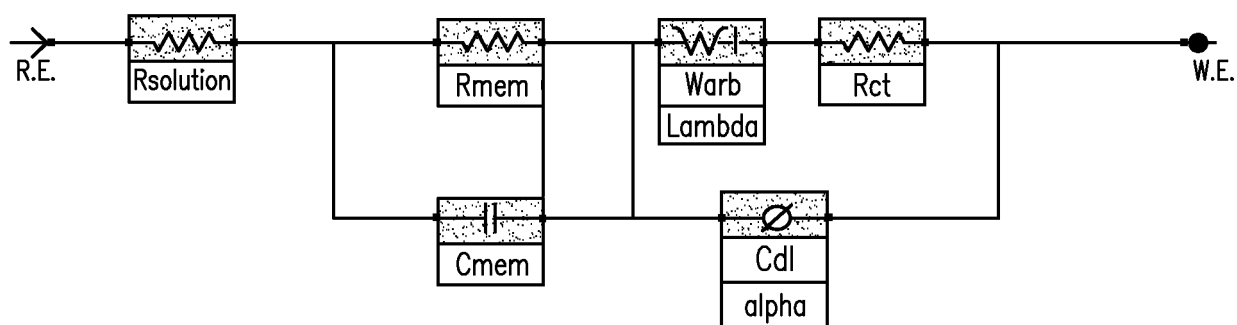 R.E.
Rsolution
Rmem
Warb
Lambda
Rct
W.E.
Cmem
Cdl
alpha